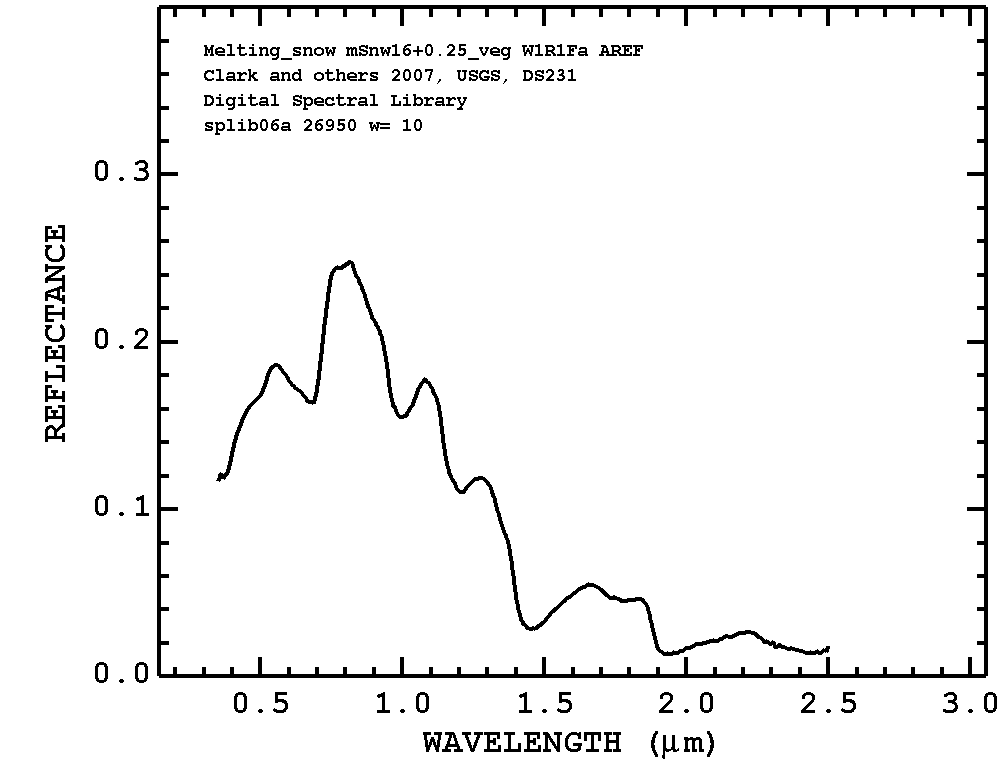 Melting_snow mSnw16+0.25_veg W1R1Fa AREF
Clark and others 2007, USGS, DS231
Digital Spectral Library
splib06a 26950 w= 10
REFLECTANCE
0.3
0.2
0.1
0.0
0.5 1.0 1.5 2.0 2.5 3.0
WAVELENGTH (μm)